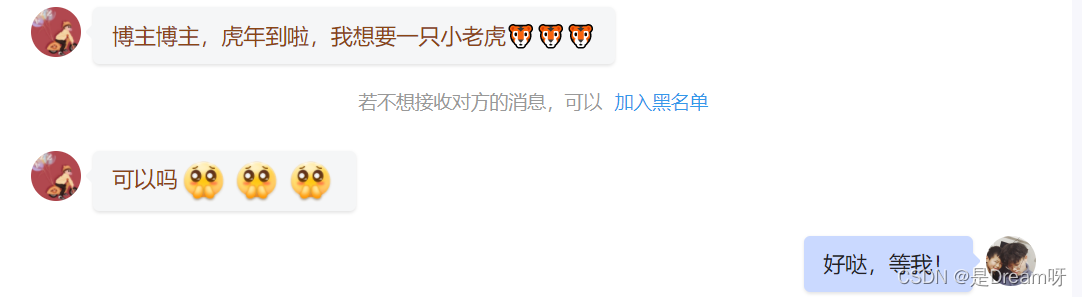 博主博主，虎年到啦，我想要一只小老虎🐯🐯🐯
若不想接收对方的消息，可以 加入黑名单
可以吗🥺🥺🥺
好哒，等我！
CSDN @是Dream呀